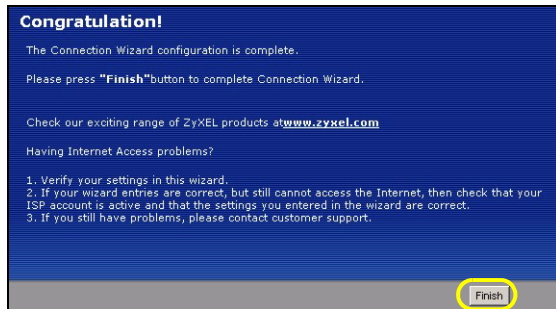 Congratulation!
The Connection Wizard configuration is complete.
Please press "Finish"button to complete Connection Wizard.
Check our exciting range of ZyXEL products atwww.zyxel.com
Having Internet Access problems?
1. Verify your settings in this wizard.
2. If your wizard entries are correct, but still cannot access the Internet, then check that your
ISP account is active and that the settings you entered in the wizard are correct.
3. If you still have problems, please contact customer support.
Finish